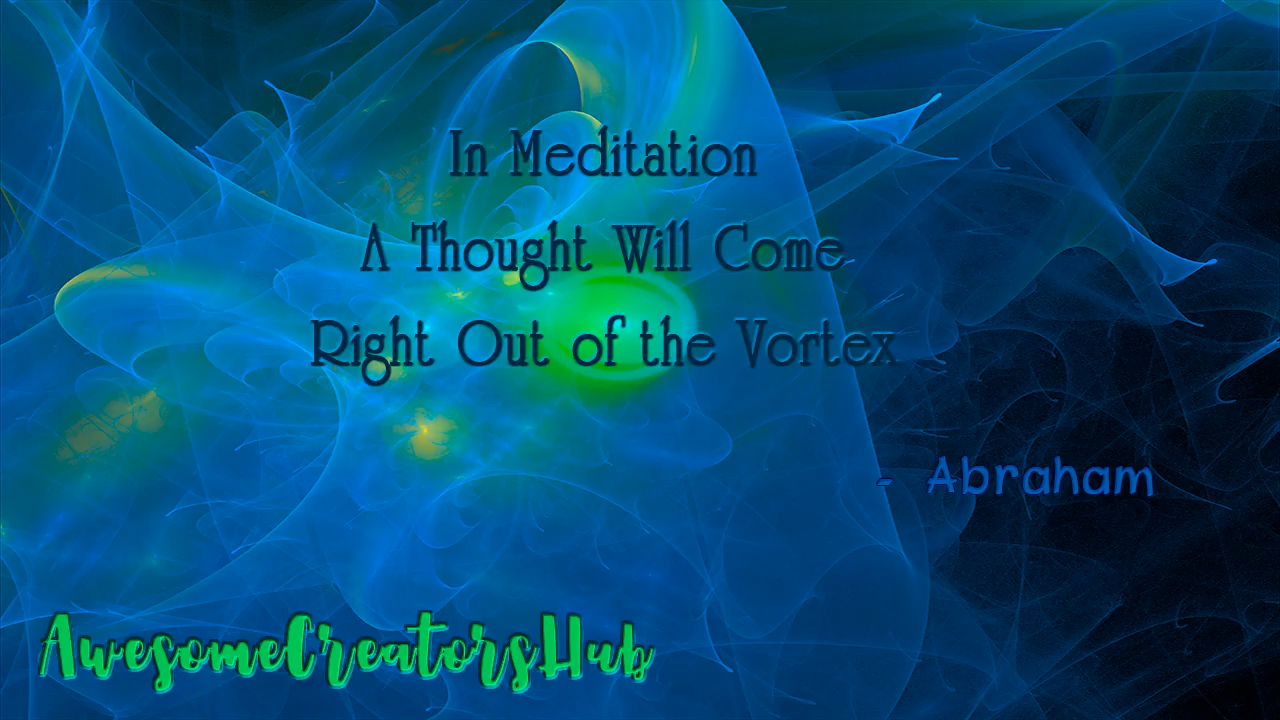 In Meditation
A Thought Will Come
Right Out of the Vortex
- Abraham
AwesomeCreatorsHub